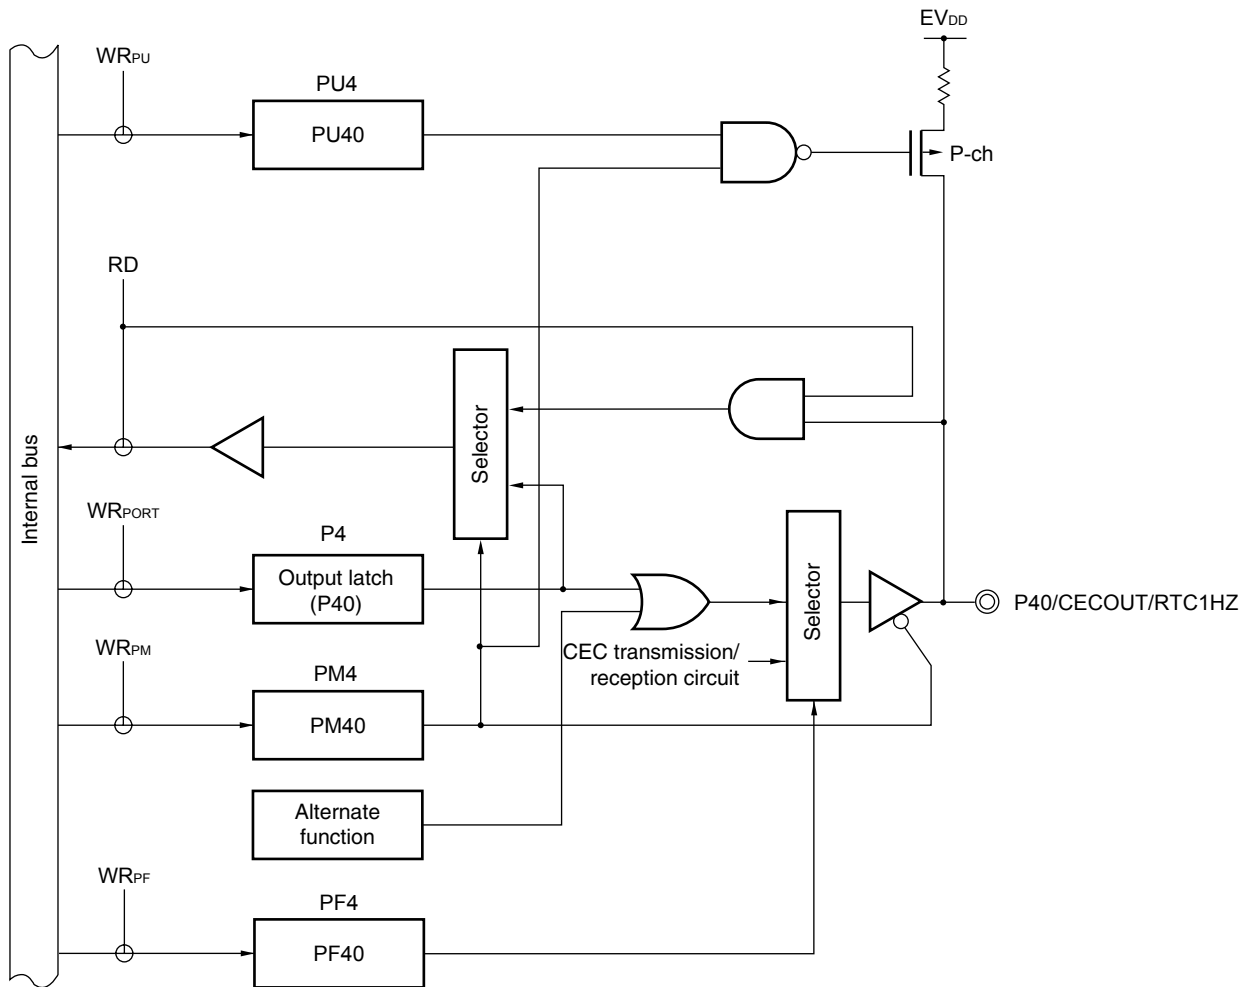 EVDD
WRPU
PU4
PU40
P-ch
RD
Selector
Internal bus
WRPORT
P4
Output latch
(P40)
Selector
P40/CECOUT/RTC1HZ
CEC transmission/
reception circuit
WRPM
PM4
PM40
Alternate
function
WRPF
PF4
PF40